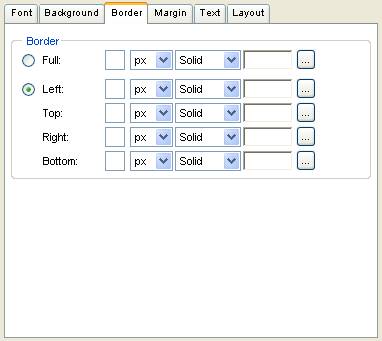 Font Background Border Margin Text Layout
Border
Full: px Solid ...
Left: px Solid ...
Top: px Solid ...
Right: px Solid ...
Bottom: px Solid ...